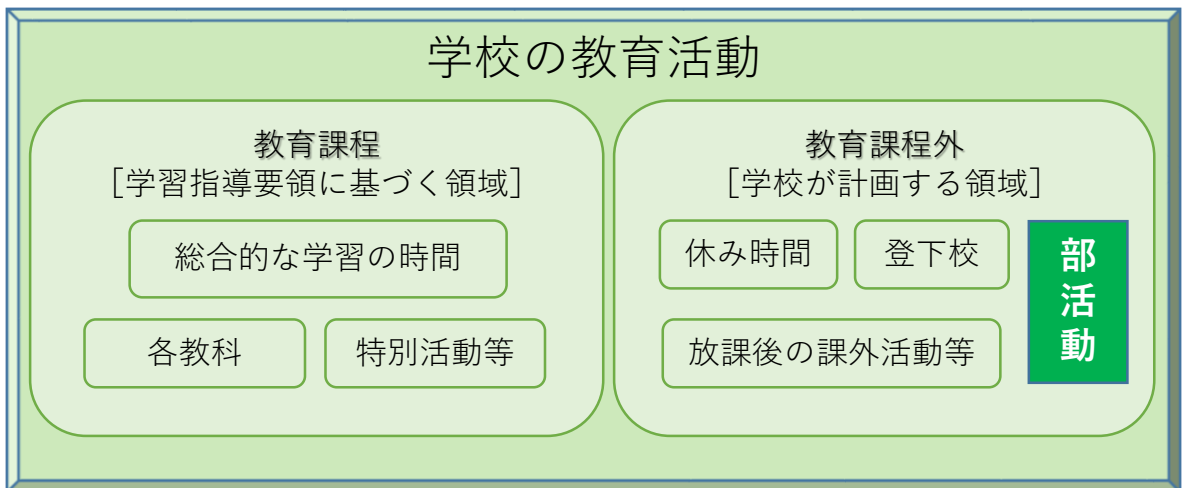 学校の教育活動
教育課程
［学習指導要領に基づく領域］
総合的な学習の時間
各教科
特別活動等
教育課程外
［学校が計画する領域］
休み時間
登下校
放課後の課外活動等
部活動